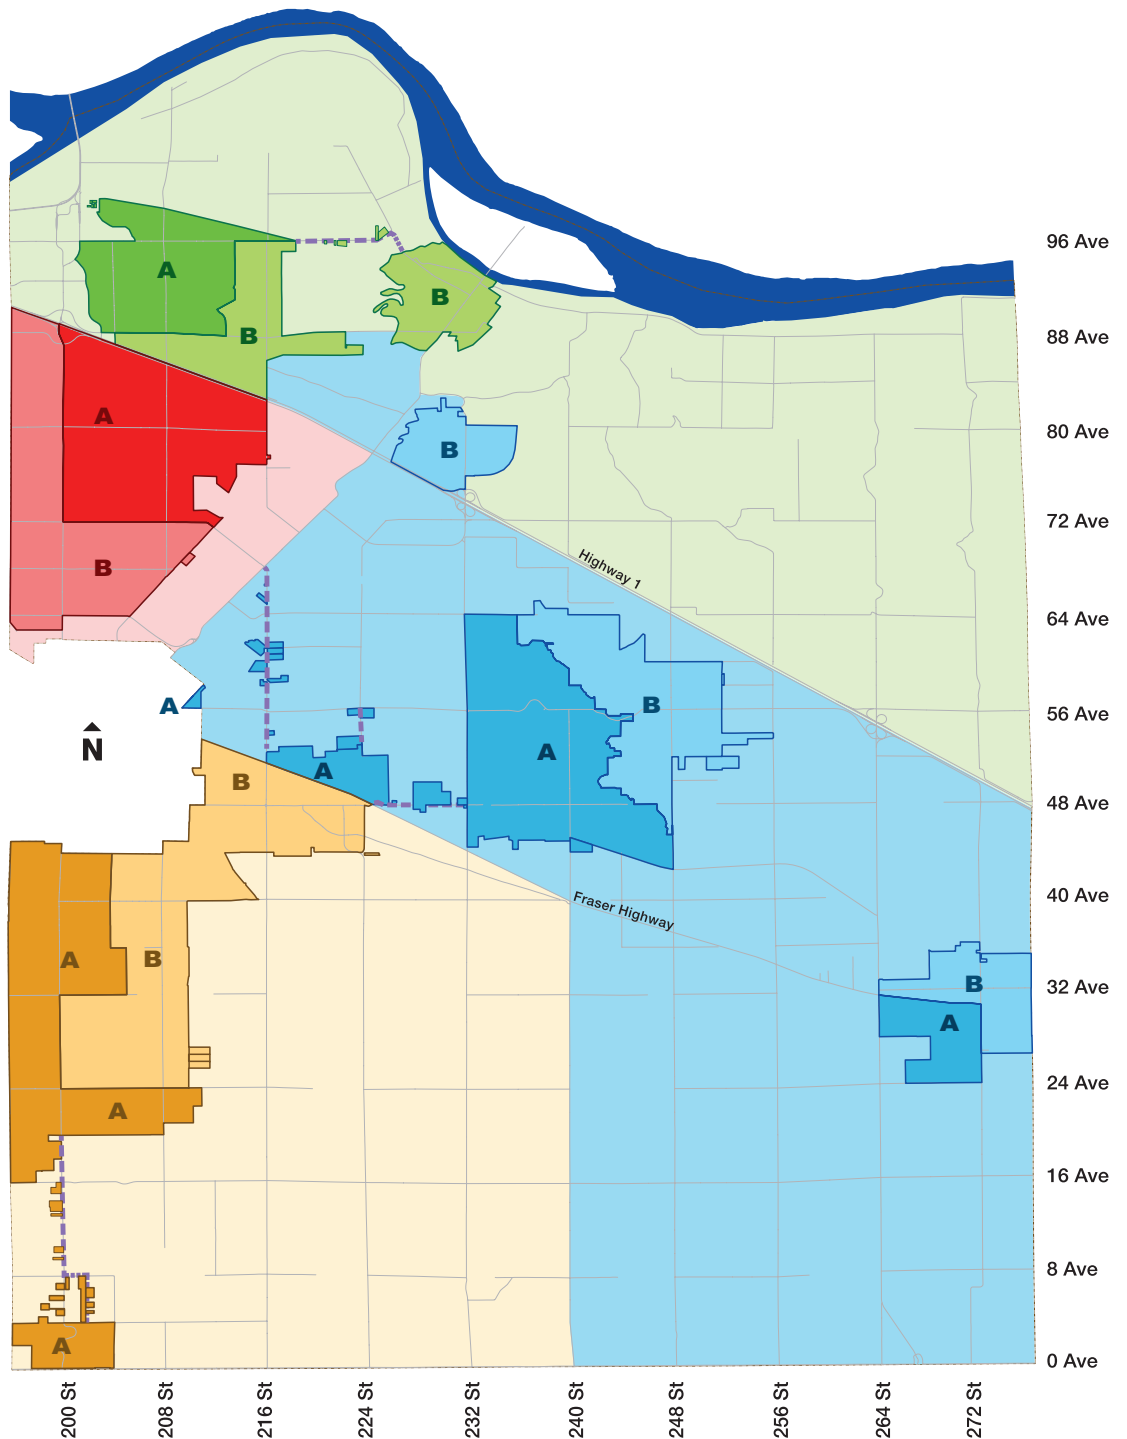 96 Ave
A
B
B
88 Ave
A
80 Ave
B
72 Ave
Highway 1
B
64 Ave
A
B
56 Ave
N
A
A
B
48 Ave
40 Ave
Fraser Highway
A
B
B
32 Ave
A
24 Ave
A
16 Ave
8 Ave
A
0 Ave
200 St
208 St
216 St
224 St
232 St
240 St
248 St
256 St
264 St
272 St